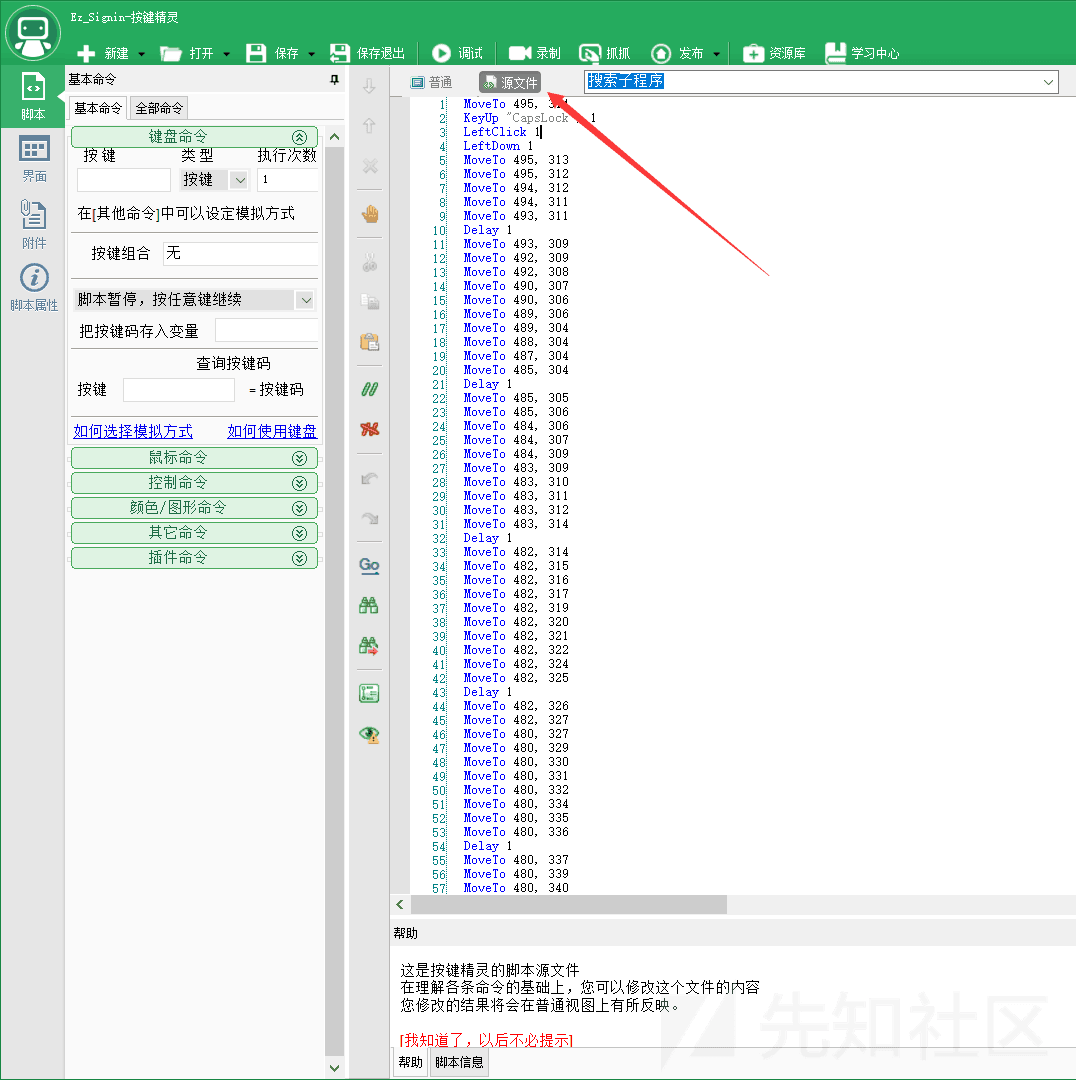 Ez_Signin-按键精灵
新建 打开 保存 保存退出 调试 录制 抓抓 发布 资源库 学习中心
脚本
界面
附件
脚本属性
基本命令
基本命令 全部命令
键盘命令
按 键 类 型 执行次数
按键 1
在[其他命令]中可以设定模拟方式
按键组合 无
脚本暂停，按任意键继续
把按键码存入变量
查询按键码
按键 = 按键码
如何选择模拟方式 如何使用键盘
鼠标命令
控制命令
颜色/图形命令
其它命令
插件命令
Go
普通 源文件 搜索子程序
1 MoveTo 495,
2 KeyUp "CapsLock 1
3 LeftClick 1
4 LeftDown 1
5 MoveTo 495, 313
6 MoveTo 495, 312
7 MoveTo 494, 312
8 MoveTo 494, 311
9 MoveTo 493, 311
10 Delay 1
11 MoveTo 493, 309
12 MoveTo 492, 309
13 MoveTo 492, 308
14 MoveTo 490, 307
15 MoveTo 490, 306
16 MoveTo 489, 306
17 MoveTo 489, 304
18 MoveTo 488, 304
19 MoveTo 487, 304
20 MoveTo 485, 304
21 Delay 1
22 MoveTo 485, 305
23 MoveTo 485, 306
24 MoveTo 484, 306
25 MoveTo 484, 307
26 MoveTo 484, 309
27 MoveTo 483, 309
28 MoveTo 483, 310
29 MoveTo 483, 311
30 MoveTo 483, 312
31 MoveTo 483, 314
32 Delay 1
33 MoveTo 482, 314
34 MoveTo 482, 315
35 MoveTo 482, 316
36 MoveTo 482, 317
37 MoveTo 482, 319
38 MoveTo 482, 320
39 MoveTo 482, 321
40 MoveTo 482, 322
41 MoveTo 482, 324
42 MoveTo 482, 325
43 Delay 1
44 MoveTo 482, 326
45 MoveTo 482, 327
46 MoveTo 480, 327
47 MoveTo 480, 329
48 MoveTo 480, 330
49 MoveTo 480, 331
50 MoveTo 480, 332
51 MoveTo 480, 334
52 MoveTo 480, 335
53 MoveTo 480, 336
54 Delay 1
55 MoveTo 480, 337
56 MoveTo 480, 339
57 MoveTo 480, 340
帮助
这是按键精灵的脚本源文件
在理解各条命令的基础上，您可以修改这个文件的内容
您修改的结果将会在普通视图上有所反映。
[我知道了，以后不必提示]
帮助 脚本信息
先知社区